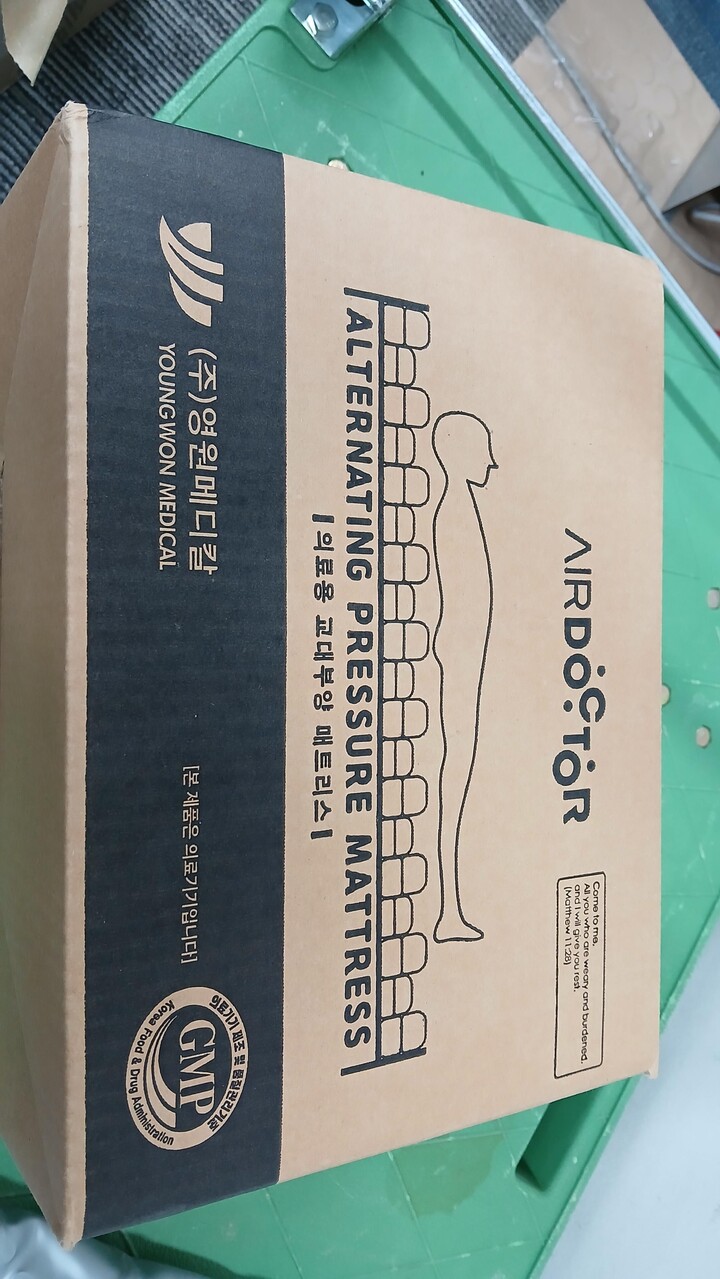 AIRDOCTOR
Come to me,
All you who are weary and burdened,
and I will give you rest.
(Matthew 11:28)
ALTERNATING PRESSURE MATTRESS
| 의료용 교대부양 매트리스 |
(주)영원메디칼
YOUNGWON MEDICAL
[본 제품은 의료기기입니다]
의료기기 제조 및 품질관리기준
GMP
Korea Food & Drug Administration